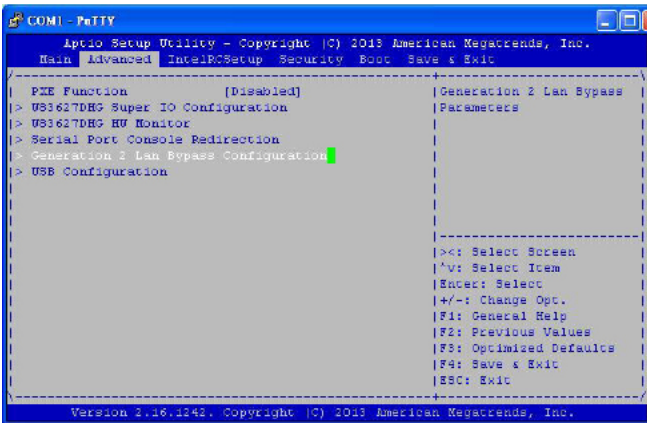 COM1 - PuTTY
Aptio Setup Utility - Copyright (C) 2013 American Megatrends, Inc.
Main Advanced IntelRCSetup Security Boot Save & Exit
PXE Function [Disabled]
> W83627DHG Super IO Configuration
> W83627DHG HW Monitor
> Serial Port Console Redirection
> Generation 2 Lan Bypass Configuration
> USB Configuration
Generation 2 Lan Bypass
Parameters
><: Select Screen
^v: Select Item
Enter: Select
+/-: Change Opt.
F1: General Help
F2: Previous Values
F3: Optimized Defaults
F4: Save & Exit
ESC: Exit
Version 2.16.1242. Copyright (C) 2013 American Megatrends, Inc.